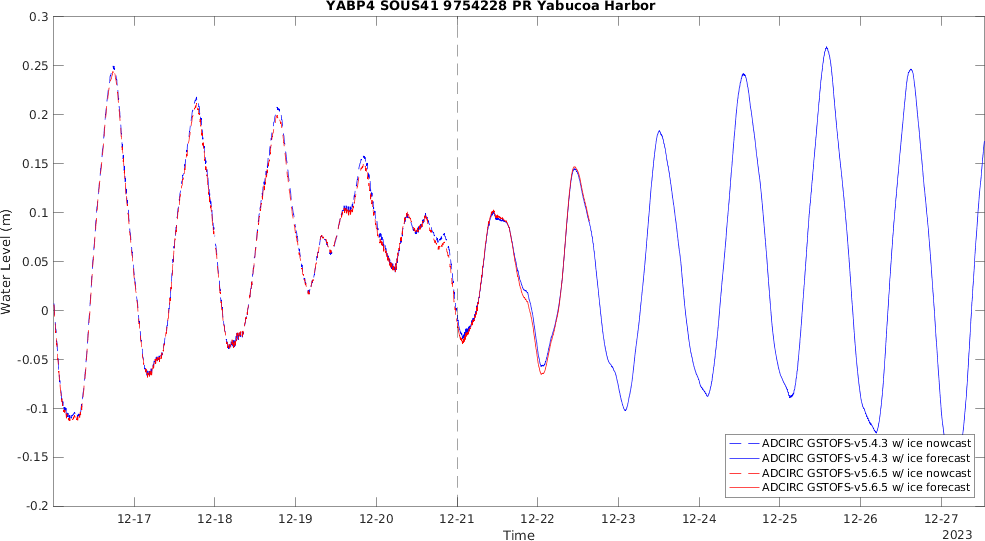 YABP4 SOUS41 9754228 PR Yabucoa Harbor
0.3
0.25
0.2
0.15
0.1
0.05
0
-0.05
-0.1
-0.15
-0.2
Water Level (m)
ADCIRC GSTOFS-v5.4.3 w/ ice nowcast
ADCIRC GSTOFS-v5.4.3 w/ ice forecast
ADCIRC GSTOFS-v5.6.5 w/ ice nowcast
ADCIRC GSTOFS-v5.6.5 w/ ice forecast
12-17 12-18 12-19 12-20 12-21 12-22 12-23 12-24 12-25 12-26 12-27
Time
2023